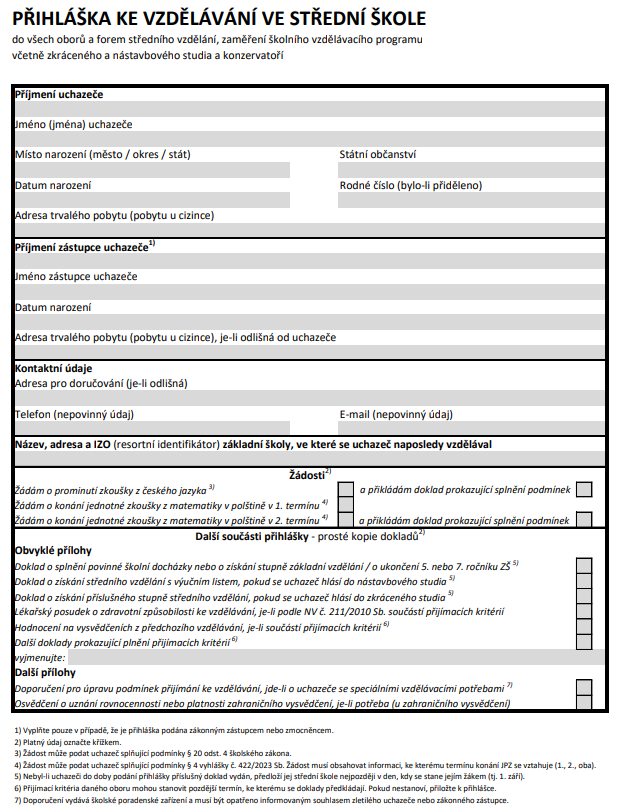 PŘIHLÁŠKA KE VZDĚLÁVÁNÍ VE STŘEDNÍ ŠKOLE
do všech oborů a forem středního vzdělání, zaměření školního vzdělávacího programu
včetně zkráceného a nástavbového studia a konzervatoří
Příjmení uchazeče
Jméno (jména) uchazeče
Místo narození (město / okres / stát) Státní občanství
Datum narození Rodné číslo (bylo-li přiděleno)
Adresa trvalého pobytu (pobytu u cizince)
Příjmení zástupce uchazeče1)
Jméno zástupce uchazeče
Datum narození
Adresa trvalého pobytu (pobytu u cizince), je-li odlišná od uchazeče
Kontaktní údaje
Adresa pro doručování (je-li odlišná)
Telefon (nepovinný údaj) E-mail (nepovinný údaj)
Název, adresa a IZO (resortní identifikátor) základní školy, ve které se uchazeč naposledy vzdělával
Žádosti2)
Žádám o prominutí zkoušky z českého jazyka 3) a přikládám doklad prokazující splnění podmínek
Žádám o konání jednotné zkoušky z matematiky v polštině v 1. termínu 4)
Žádám o konání jednotné zkoušky z matematiky v polštině v 2. termínu 4) a přikládám doklad prokazující splnění podmínek
Další součásti přihlášky - prosté kopie dokladů2)
Obvyklé přílohy
Doklad o splnění povinné školní docházky nebo o získání stupně základní vzdělání / o ukončení 5. nebo 7. ročníku ZŠ 5)
Doklad o získání středního vzdělání s výučním listem, pokud se uchazeč hlásí do nástavbového studia 5)
Doklad o získání příslušného stupně středního vzdělání, pokud se uchazeč hlásí do zkráceného studia 5)
Lékařský posudek o zdravotní způsobilosti ke vzdělávání, je-li podle NV č. 211/2010 Sb. součástí přijímacích kritérií
Hodnocení na vysvědčeních z předchozího vzdělávání, je-li součástí přijímacích kritérií 6)
Další doklady prokazující plnění přijímacích kritérií 6)
vyjmenujte:
Další přílohy
Doporučení pro úpravu podmínek přijímání ke vzdělávání, jde-li o uchazeče se speciálními vzdělávacími potřebami 7)
Osvědčení o uznání rovnocennosti nebo platnosti zahraničního vysvědčení, je-li potřeba (u zahraničního vysvědčení)
1) Vyplňte pouze v případě, že je přihláška podána zákonným zástupcem nebo zmocněncem.
2) Platný údaj označte křížkem.
3) Žádost může podat uchazeč splňující podmínky § 20 odst. 4 školského zákona.
4) Žádost může podat uchazeč splňující podmínky § 4 vyhlášky č. 422/2023 Sb. Žádost musí obsahovat informaci, ke kterému termínu konání JPZ se vztahuje (1., 2., oba).
5) Nebyl-li uchazeči do doby podání přihlášky příslušný doklad vydán, předloží jej střední škole nejpozději v den, kdy se stane jejím žákem (tj. 1. září).
6) Přijímací kritéria daného oboru mohou stanovit pozdější termín, ke kterému se doklady předkládají. Pokud nestanoví, přiložte k přihlášce.
7) Doporučení vydává školské poradenské zařízení a musí být opatřeno informovaným souhlasem zletilého uchazeče nebo zákonného zástupce.